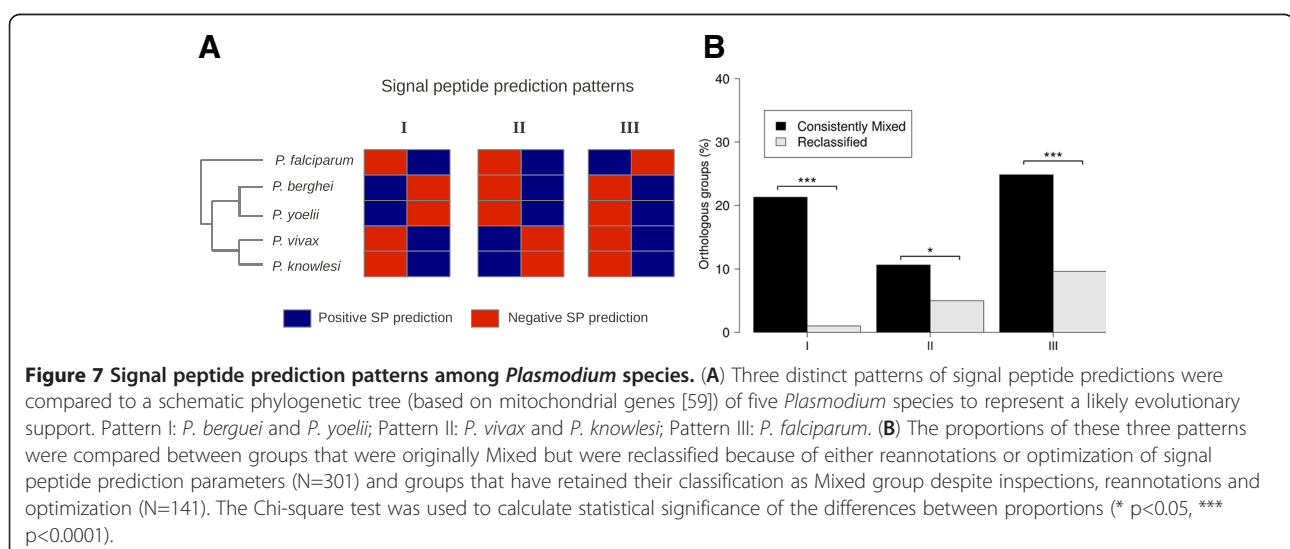 A
Signal peptide prediction patterns
I II III
P. falciparum
P. berghei
P. yoelii
P. vivax
P. knowlesi
Positive SP prediction Negative SP prediction
B
40
30
20
10
0
Orthologous groups (%)
Consistently Mixed
Reclassified
***
*
***
I II III
Figure 7 Signal peptide prediction patterns among Plasmodium species. (A) Three distinct patterns of signal peptide predictions were
compared to a schematic phylogenetic tree (based on mitochondrial genes [59]) of five Plasmodium species to represent a likely evolutionary
support. Pattern I: P. berguei and P. yoelii; Pattern II: P. vivax and P. knowlesi; Pattern III: P. falciparum. (B) The proportions of these three patterns
were compared between groups that were originally Mixed but were reclassified because of either reannotations or optimization of signal
peptide prediction parameters (N=301) and groups that have retained their classification as Mixed group despite inspections, reannotations and
optimization (N=141). The Chi-square test was used to calculate statistical significance of the differences between proportions (* p<0.05, ***
p<0.0001).